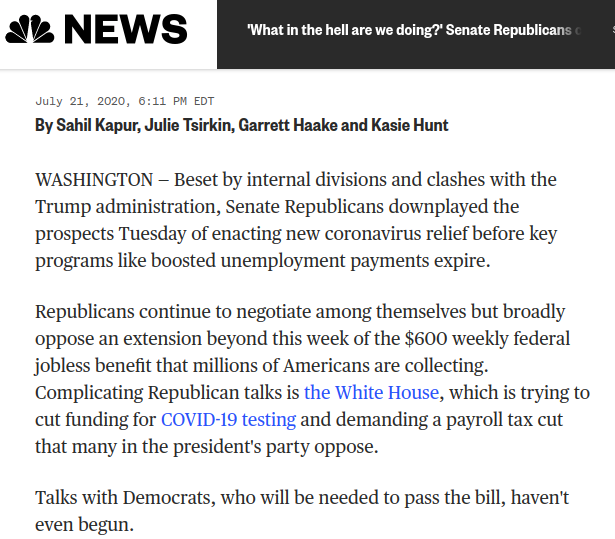 NEWS
'What in the hell are we doing?' Senate Republicans
July 21, 2020, 6:11 PM EDT
By Sahil Kapur, Julie Tsirkin, Garrett Haake and Kasie Hunt
WASHINGTON — Beset by internal divisions and clashes with the
Trump administration, Senate Republicans downplayed the
prospects Tuesday of enacting new coronavirus relief before key
programs like boosted unemployment payments expire.
Republicans continue to negotiate among themselves but broadly
oppose an extension beyond this week of the $600 weekly federal
jobless benefit that millions of Americans are collecting.
Complicating Republican talks is the White House, which is trying to
cut funding for COVID-19 testing and demanding a payroll tax cut
that many in the president's party oppose.
Talks with Democrats, who will be needed to pass the bill, haven't
even begun.